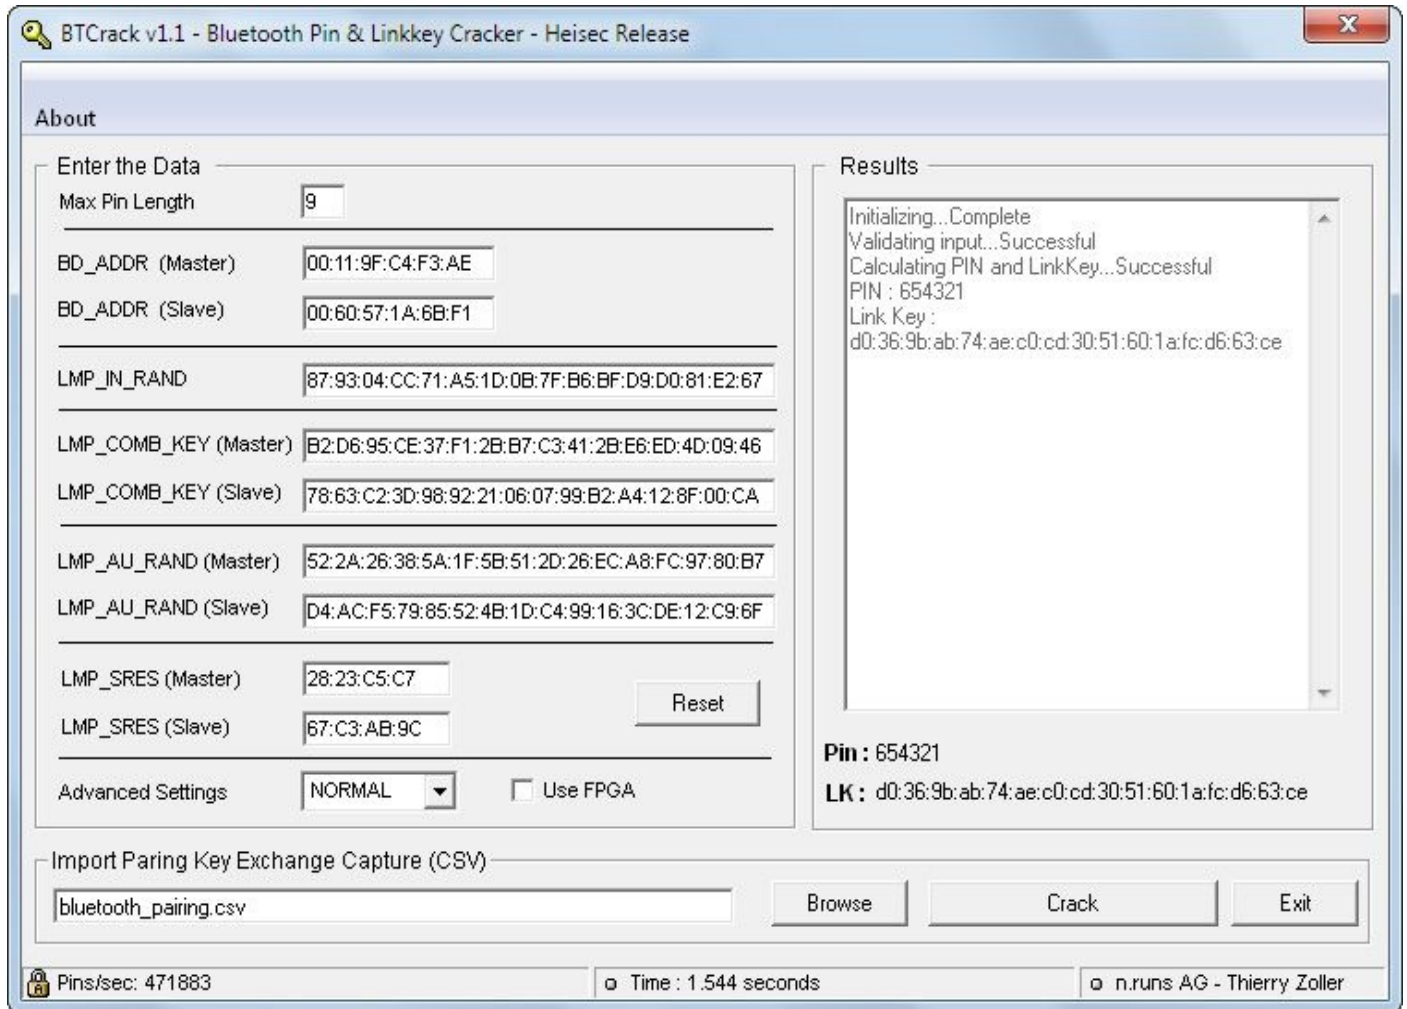 BTCrack v1.1 - Bluetooth Pin & Linkkey Cracker - Heisec Release
x
About
Enter the Data
Max Pin Length 9
BD_ADDR (Master) 00:11:9F:C4:F3:AE
BD_ADDR (Slave) 00:60:57:1A:6B:F1
LMP_IN_RAND 87:93:04:CC:71:A5:1D:0B:7F:B6:BF:D9:D0:81:E2:67
LMP_COMB_KEY (Master) B2:D6:95:CE:37:F1:2B:B7:C3:41:2B:E6:ED:4D:09:46
LMP_COMB_KEY (Slave) 78:63:C2:3D:98:92:21:06:07:99:B2:A4:12:8F:00:CA
LMP_AU_RAND (Master) 52:2A:26:38:5A:1F:5B:51:2D:26:EC:A8:FC:97:80:B7
LMP_AU_RAND (Slave) D4:AC:F5:79:85:52:4B:1D:C4:99:16:3C:DE:12:C9:6F
LMP_SRES (Master) 28:23:C5:C7
LMP_SRES (Slave) 67:C3:AB:9C
Reset
Advanced Settings NORMAL Use FPGA
Results
Initializing...Complete
Validating input...Successful
Calculating PIN and LinkKey...Successful
PIN : 654321
Link Key :
d0:36:9b:ab:74:ae:c0:cd:30:51:60:1a:fc:d6:63:ce
Pin : 654321
LK : d0:36:9b:ab:74:ae:c0:cd:30:51:60:1a:fc:d6:63:ce
Import Paring Key Exchange Capture (CSV)
bluetooth_pairing.csv Browse Crack Exit
Pins/sec: 471883 Time : 1.544 seconds n.runs AG - Thierry Zoller